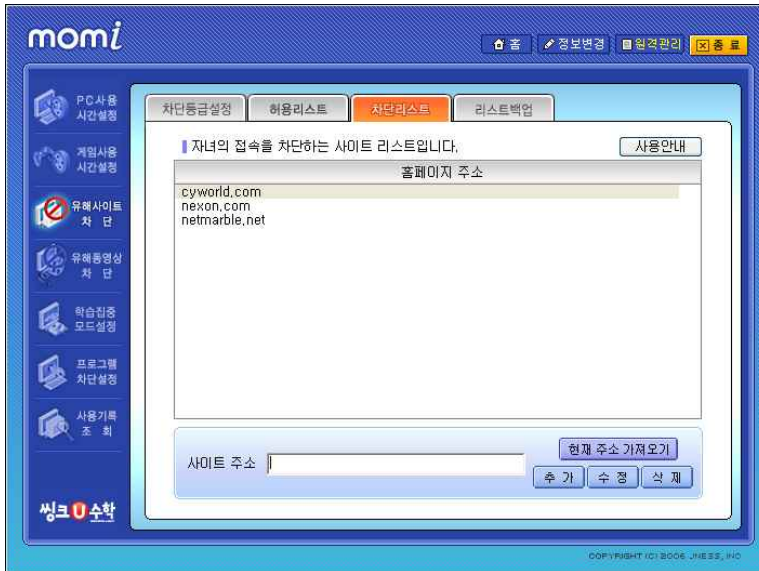 momi
홈
정보변경
원격관리
종 료
PC사용
시간설정
게임사용
시간설정
유해사이트
차 단
유해동영상
차 단
학습집중
모드설정
프로그램
차단설정
사용기록
조 회
씽크U수학
차단등급설정
허용리스트
차단리스트
리스트백업
자녀의 접속을 차단하는 사이트 리스트입니다.
사용안내
홈페이지 주소
cyworld.com
nexon.com
netmarble.net
사이트 주소
현재 주소 가져오기
추 가
수 정
삭 제
COPYRIGHT (C) 2006 JNESS, INC